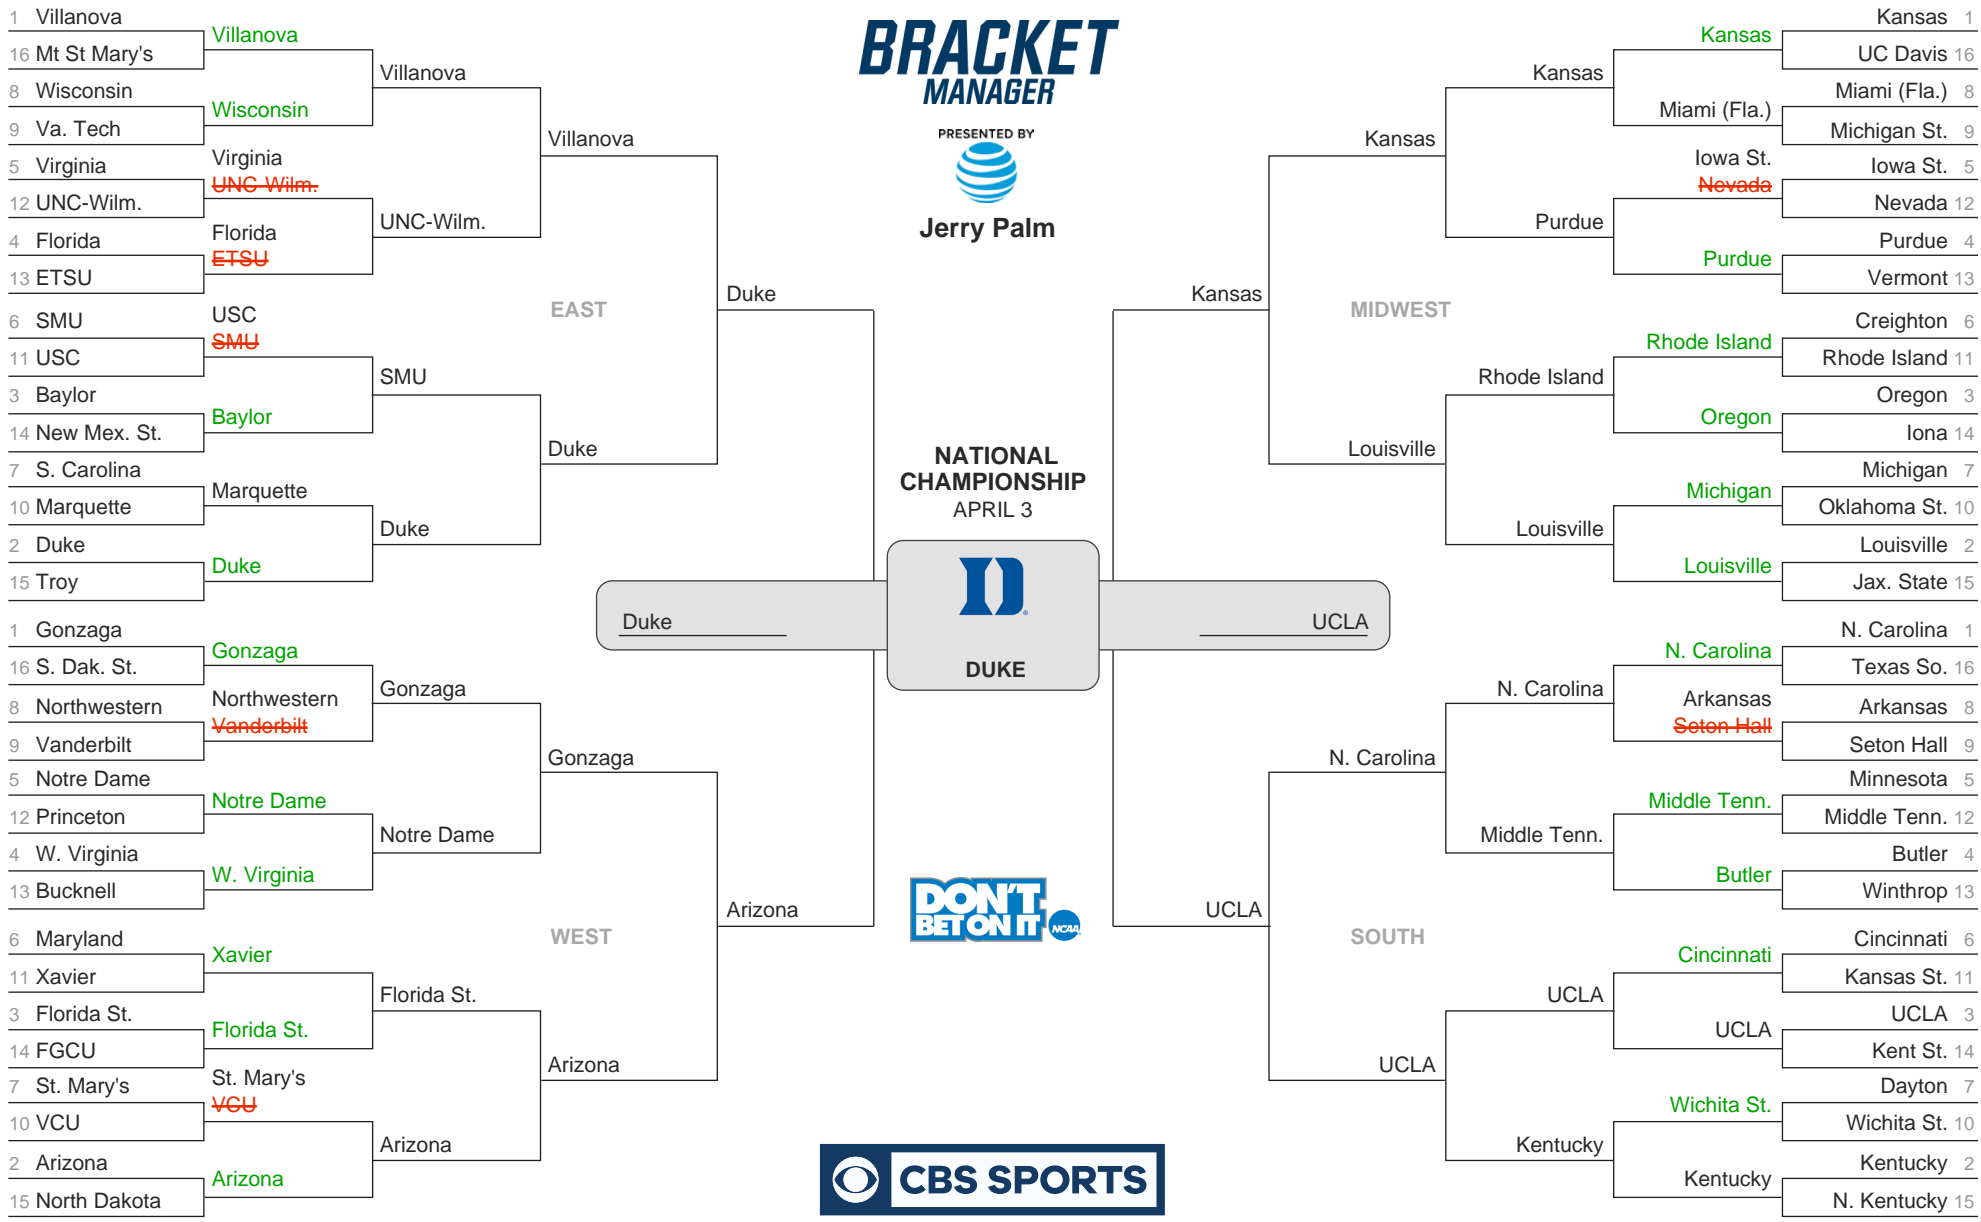 BRACKET
MANAGER
PRESENTED BY
Jerry Palm
1 Villanova
16 Mt St Mary's
8 Wisconsin
9 Va. Tech
5 Virginia
12 UNC-Wilm.
4 Florida
13 ETSU
6 SMU
11 USC
3 Baylor
14 New Mex. St.
7 S. Carolina
10 Marquette
2 Duke
15 Troy
Villanova
Wisconsin
Virginia
UNC-Wilm.
Florida
ETSU
USC
SMU
Baylor
Marquette
Duke
Villanova
UNC-Wilm.
SMU
Duke
Villanova
Duke
EAST
Duke
1 Gonzaga
16 S. Dak. St.
8 Northwestern
9 Vanderbilt
5 Notre Dame
12 Princeton
4 W. Virginia
13 Bucknell
6 Maryland
11 Xavier
3 Florida St.
14 FGCU
7 St. Mary's
10 VCU
2 Arizona
15 North Dakota
Gonzaga
Northwestern
Vanderbilt
Notre Dame
W. Virginia
Xavier
Florida St.
St. Mary's
VCU
Arizona
Gonzaga
Notre Dame
Florida St.
Arizona
Gonzaga
Arizona
WEST
Arizona
NATIONAL
CHAMPIONSHIP
APRIL 3
Duke
DUKE
UCLA
DON'T
BET ON IT
NCAA
CBS SPORTS
Kansas 1
UC Davis 16
Miami (Fla.) 8
Michigan St. 9
Iowa St. 5
Nevada 12
Purdue 4
Vermont 13
Creighton 6
Rhode Island 11
Oregon 3
Iona 14
Michigan 7
Oklahoma St. 10
Louisville 2
Jax. State 15
Kansas
Miami (Fla.)
Iowa St.
Nevada
Purdue
Rhode Island
Oregon
Michigan
Louisville
Kansas
Purdue
Rhode Island
Louisville
Kansas
Louisville
MIDWEST
Kansas
N. Carolina 1
Texas So. 16
Arkansas 8
Seton Hall 9
Minnesota 5
Middle Tenn. 12
Butler 4
Winthrop 13
Cincinnati 6
Kansas St. 11
UCLA 3
Kent St. 14
Dayton 7
Wichita St. 10
Kentucky 2
N. Kentucky 15
N. Carolina
Arkansas
Seton Hall
Middle Tenn.
Butler
Cincinnati
UCLA
Wichita St.
Kentucky
N. Carolina
Middle Tenn.
UCLA
Kentucky
N. Carolina
UCLA
SOUTH
UCLA